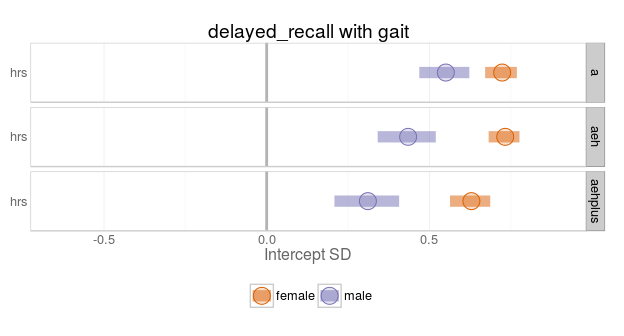 delayed_recall with gait
hrs
a
hrs
aeh
hrs
aehplus
-0.5 0.0 0.5
Intercept SD
female male